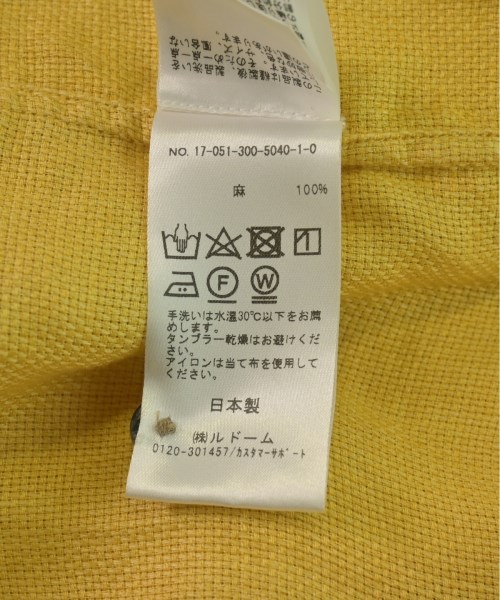 NO. 17-051-300-5040-1-0
麻 100%
手洗いは水温30℃以下をお薦
めします。
タンブラー乾燥はお避けくだ
さい。
アイロンは当て布を使用して
ください。
日本製
㈱ルドーム
0120-301457/カスタマーサポート